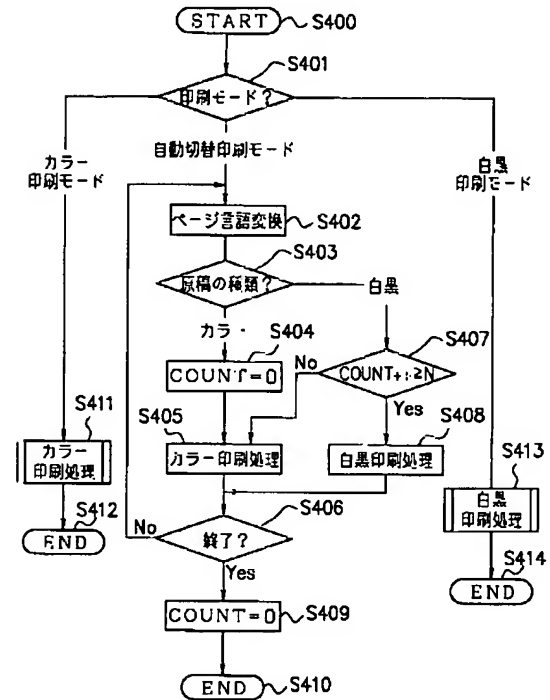 START
S400
S401
印刷モード?
カラー
印刷モード
自動切替印刷モード
白黒
印刷モード
ページ言語変換
S402
S403
原稿の種類?
白黒
カラ・
S404
S407
COUNT=0
No
COUNT+:≧N
Yes
S411
S405
S408
カラー
印刷処理
カラー印刷処理
白黒印刷処理
S413
白黒
印刷処理
S412
END
No
S406
終了?
S414
END
Yes
COUNT=0
S409
END
S410